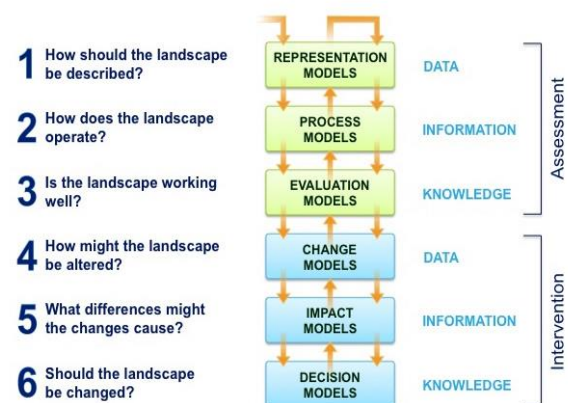 1 How should the landscape
be described?
REPRESENTATION
MODELS
DATA
2 How does the landscape
operate?
PROCESS
MODELS
INFORMATION
3 Is the landscape working
well?
EVALUATION
MODELS
KNOWLEDGE
Assessment
4 How might the landscape
be altered?
CHANGE
MODELS
DATA
5 What differences might
the changes cause?
IMPACT
MODELS
INFORMATION
6 Should the landscape
be changed?
DECISION
MODELS
KNOWLEDGE
Intervention